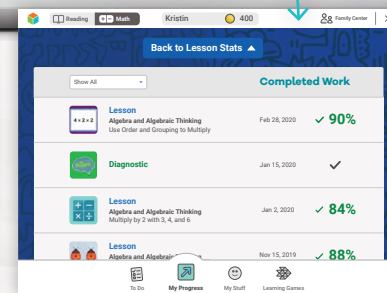 Reading
Math
Kristin
400
Family Center
Back to Lesson Stats
Show All
Completed Work
4 × 2 × 2
Lesson
Algebra and Algebraic Thinking
Use Order and Grouping to Multiply
Feb 28, 2020
90%
Diagnostic
Jan 15, 2020
Lesson
Algebra and Algebraic Thinking
Multiply by 2 with 3, 4, and 6
Jan 2, 2020
84%
Lesson
Algebra and Algebraic Thinking
Nov 15, 2019
88%
To Do
My Progress
My Stuff
Learning Games